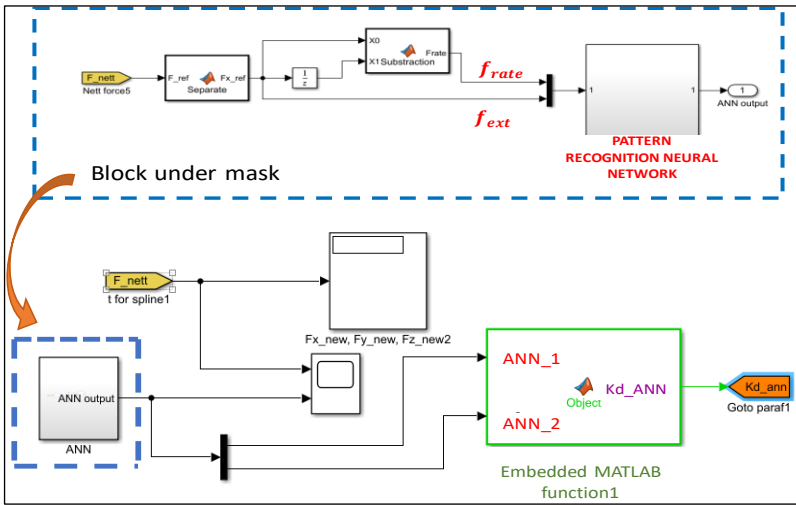 F_nett
Nett force5
F_ref
Fx_ref
Separate
1
z
X0
X1
Frate
Substraction
f_rate
f_ext
1
1
PATTERN
RECOGNITION NEURAL
NETWORK
1
ANN output
Block under mask
F_nett
t for spline1
Fx_new, Fy_new, Fz_new2
ANN output
ANN
ANN_1
ANN_2
Object
Kd_ANN
Embedded MATLAB
function1
Kd_ann
Goto paraf1